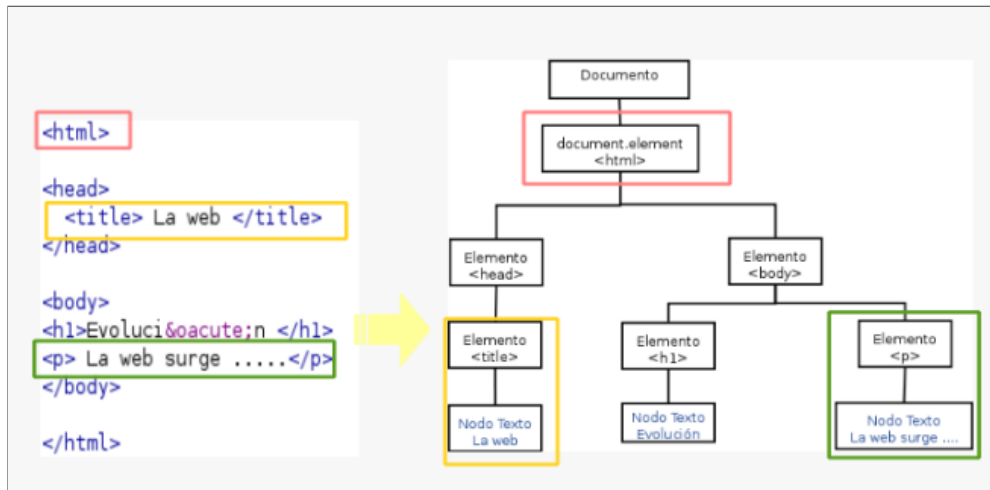 <html>
<head>
<title> La web </title>
</head>
<body>
<h1>Evoluci&oacute;n </h1>
<p> La web surge .....</p>
</body>
</html>
Documento
document.element
<html>
Elemento
<head>
Elemento
<body>
Elemento
<title>
Elemento
<h1>
Elemento
<p>
Nodo Texto
La web
Nodo Texto
Evolución
Nodo Texto
La web surge ....